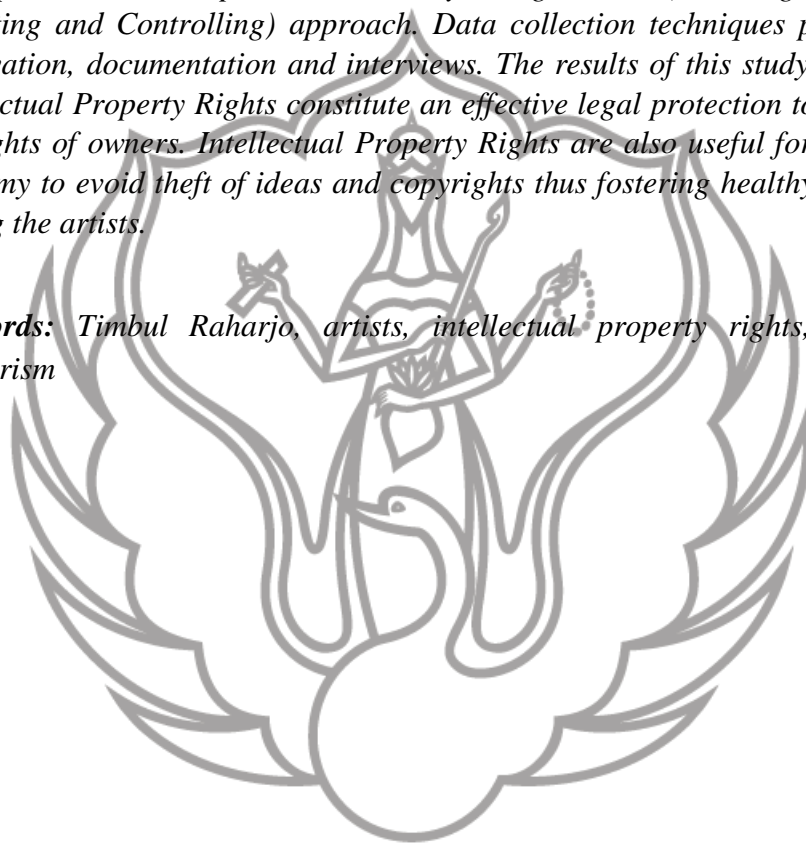 ing and Controlling) approach. Data collection techniques p
ation, documentation and interviews. The results of this study
ctual Property Rights constitute an effective legal protection to
ghts of owners. Intellectual Property Rights are also useful for
my to evoid theft of ideas and copyrights thus fostering healthy
g the artists.
ords: Timbul Raharjo, artists, intellectual property rights,
rism